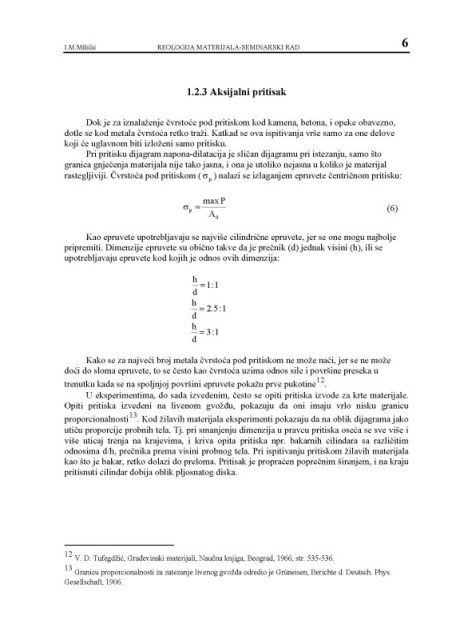 I.M.Miličić REOLOGIJA MATERIJALA-SEMINARSKI RAD 6
1.2.3 Aksijalni pritisak
Dok je za iznalaženje čvrstoće pod pritiskom kod kamena, betona, i opeke obavezno,
dotle se kod metala čvrstoća retko traži. Katkad se ova ispitivanja vrše samo za one delove
koji će uglavnom biti izloženi samo pritisku.
Pri pritisku dijagram napona-dilatacija je sličan dijagramu pri istezanju, samo što
granica gnječenja materijala nije tako jasna, i ona je utoliko nejasna u koliko je materijal
rastegljiviji. Čvrstoća pod pritiskom ( σp ) nalazi se izlaganjem epruvete čentričnom pritisku:
σp = max P / A0 (6)
Kao epruvete upotrebljavaju se najviše cilindrične epruvete, jer se one mogu najbolje
pripremiti. Dimenzije epruvete su obično takve da je prečnik (d) jednak visini (h), ili se
upotrebljavaju epruvete kod kojih je odnos ovih dimenzija:
h/d = 1:1
h/d = 2.5:1
h/d = 3:1
Kako se za najveći broj metala čvrstoća pod pritiskom ne može naći, jer se ne može
doći do sloma epruvete, to se često kao čvrstoća uzima odnos sile i površine preseka u
trenutku kada se na spoljnjoj površini epruvete pokažu prve pukotine12.
U eksperimentima, do sada izvedenim, često se opiti pritiska izvode za krte materijale.
Opiti pritiska izvedeni na livenom gvožđu, pokazuju da oni imaju vrlo nisku granicu
proporcionalnosti13. Kod žilavih materijala eksperimenti pokazuju da na oblik dijagrama jako
utiču proporcije probnih tela. Tj. pri smanjenju dimenzija u pravcu pritiska oseća se sve više i
više uticaj trenja na krajevima, i kriva opita pritiska npr. bakarnih cilindara sa različitim
odnosima d/h, prečnika prema visini probnog tela. Pri ispitivanju pritiskom žilavih materijala
kao što je bakar, retko dolazi do preloma. Pritisak je propraćen poprečnim širenjem, i na kraju
pritisnuti cilindar dobija oblik pljosnatog diska.
12 V. D. Tufegdžić, Građevinski materijali, Naučna knjiga, Beograd, 1966, str. 535-536.
13 Granicu proporcionalnosti za zatezanje livenog gvožđa odredio je Grüneisen, Berichte d. Deutsch. Phys.
Gesellschaft, 1906.